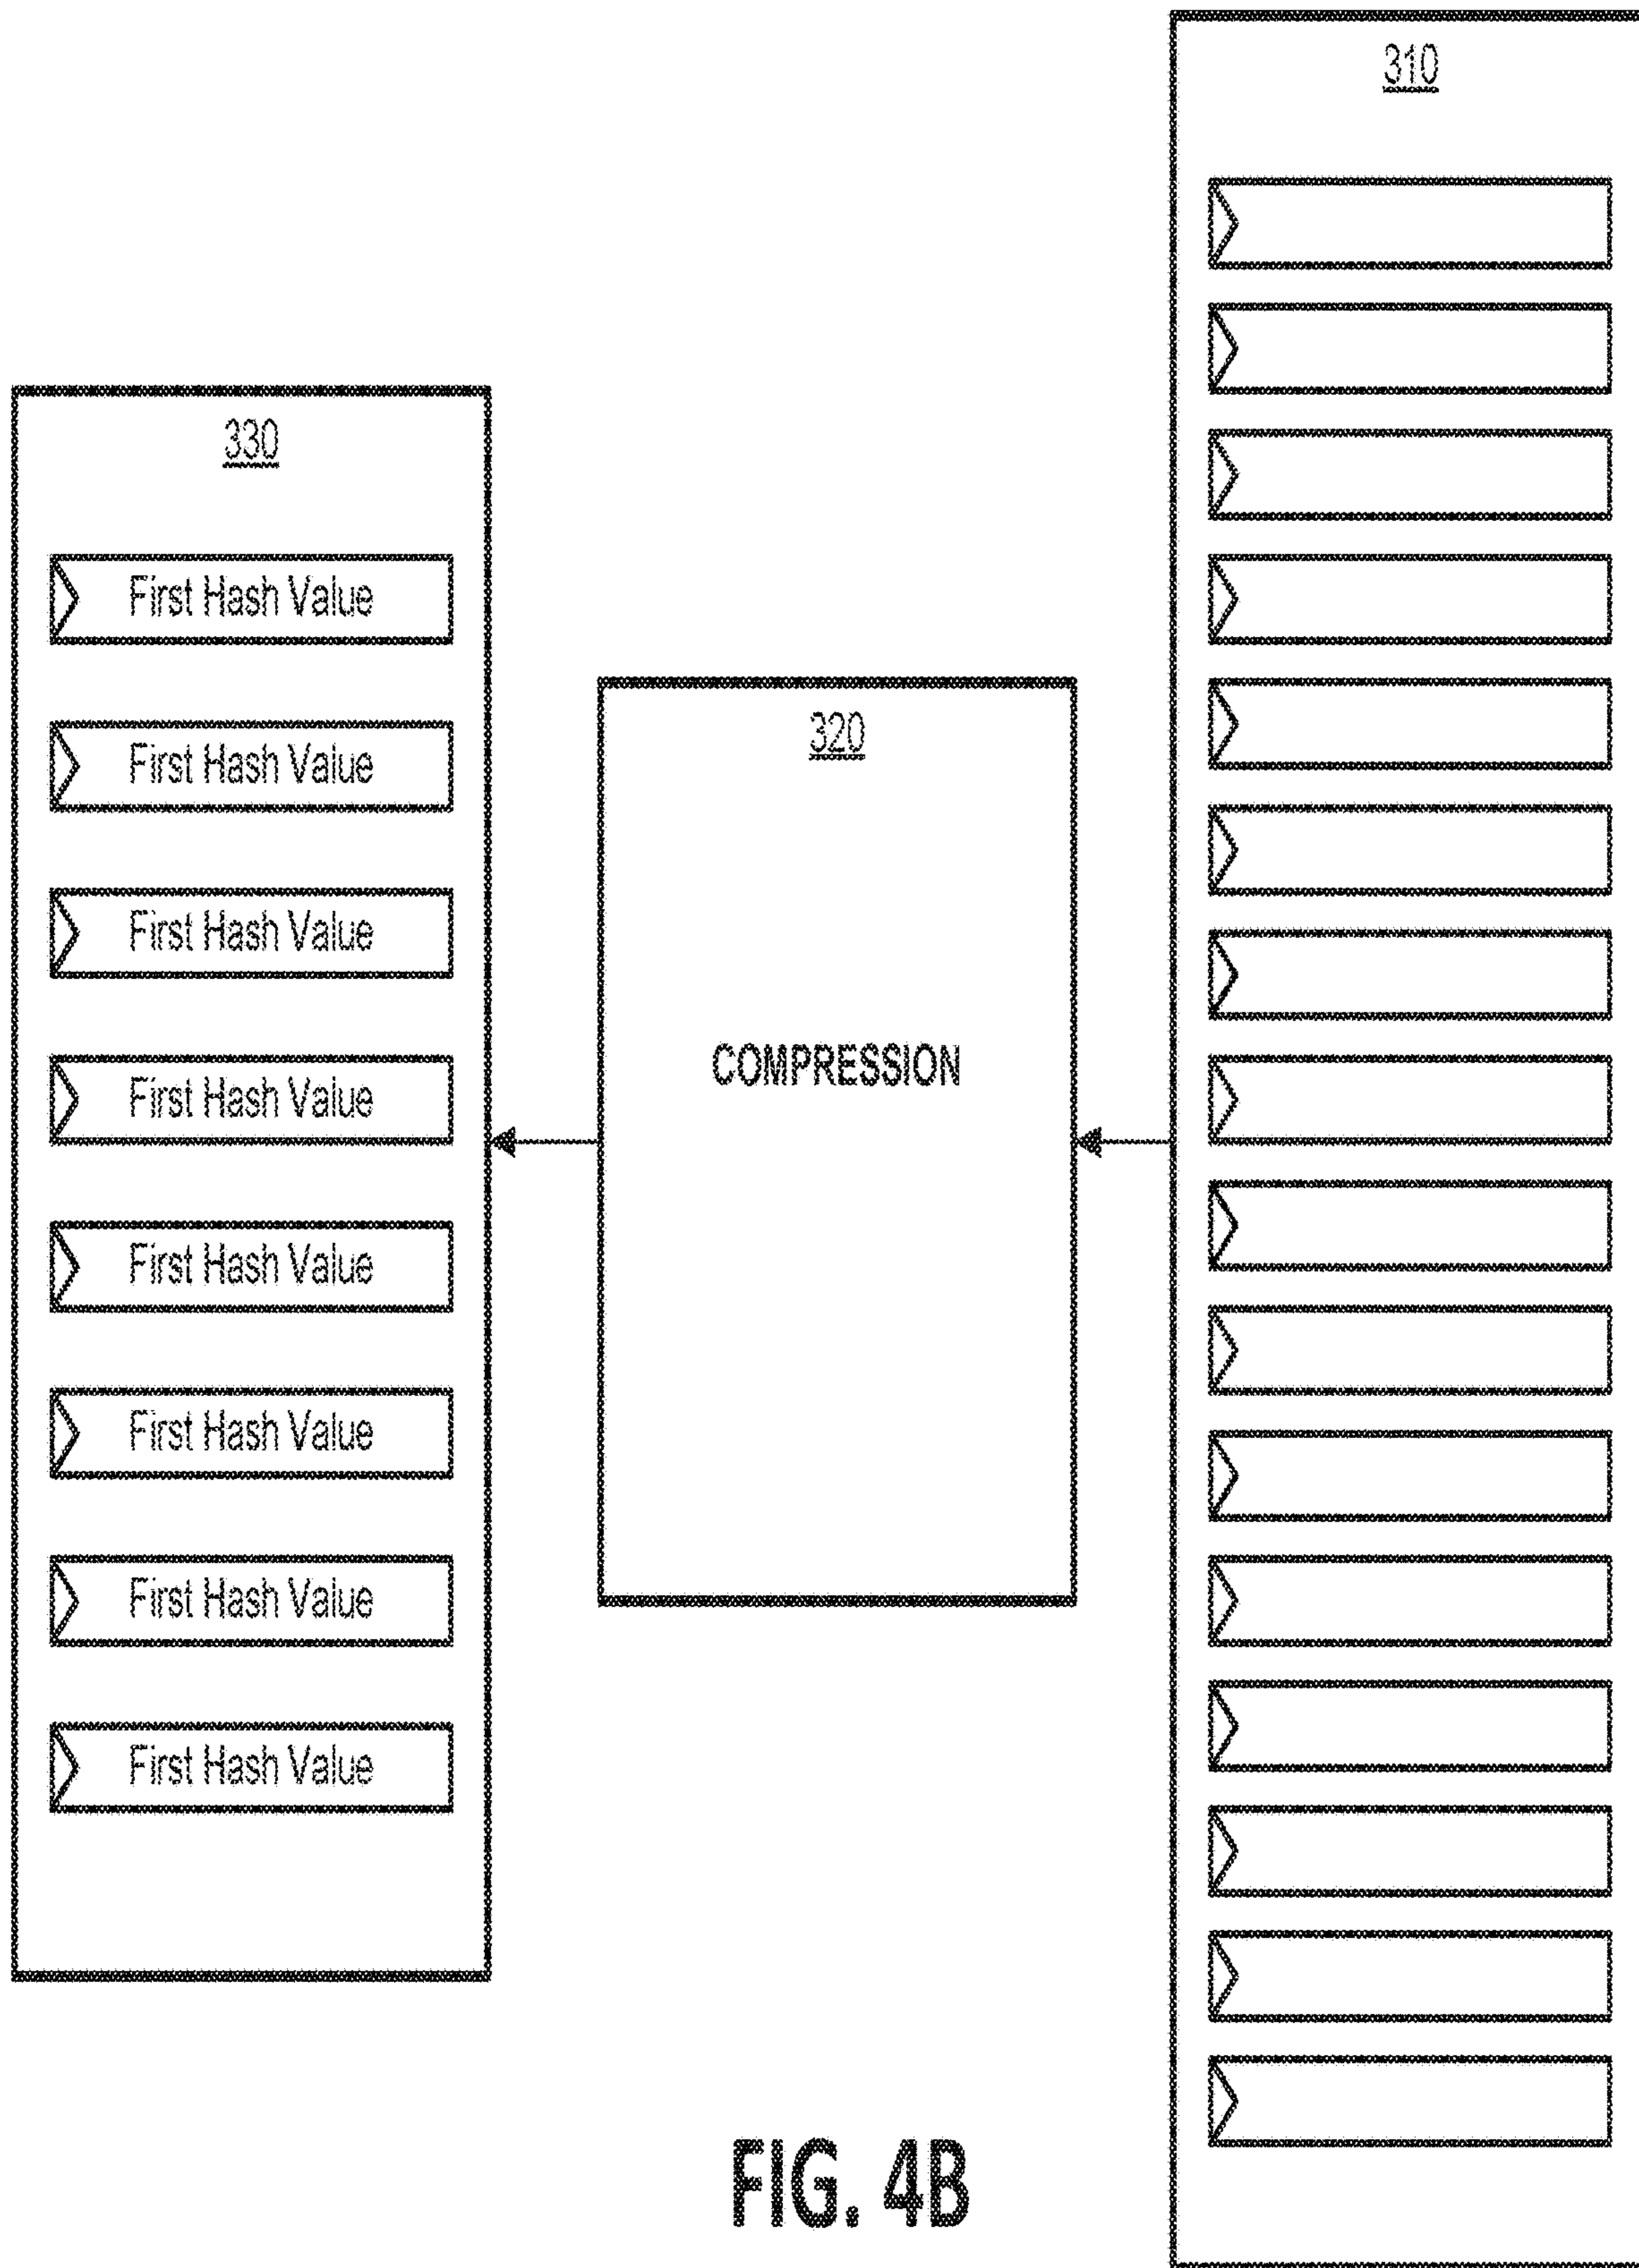 310
330
First Hash Value
First Hash Value
First Hash Value
First Hash Value
First Hash Value
First Hash Value
First Hash Value
First Hash Value
320
COMPRESSION
FIG. 4B